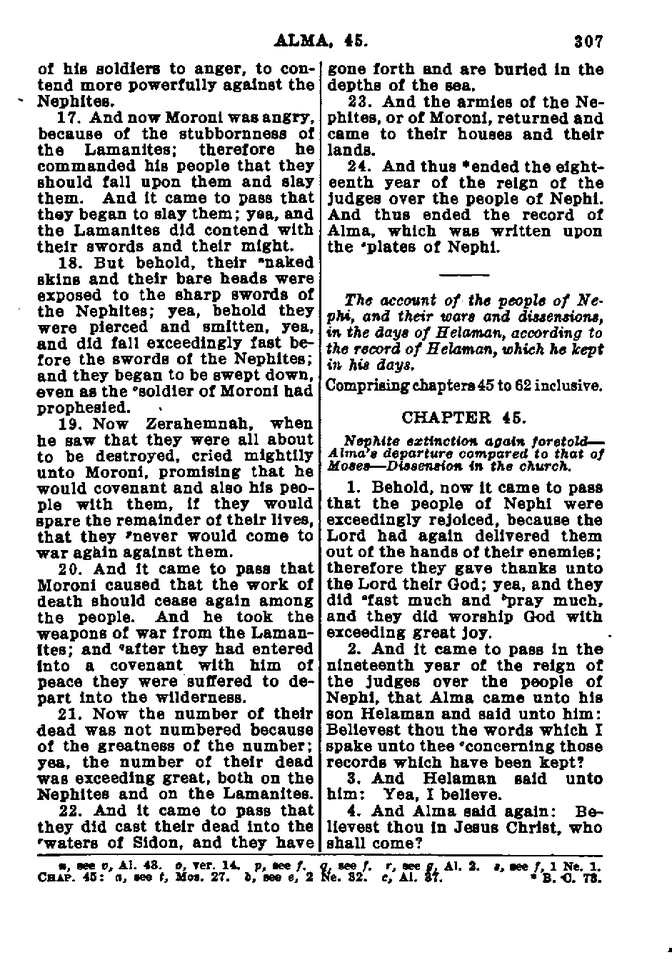 ALMA, 45.
307
of his soldiers to anger, to con-
tend more powerfully against the
Nephites.
17. And now Moroni was angry,
because of the stubbornness of
the Lamanites; therefore he
commanded his people that they
should fall upon them and slay
them. And it came to pass that
they began to slay them; yea, and
the Lamanites did contend with
their swords and their might.
18. But behold, their ⁿnaked
skins and their bare heads were
exposed to the sharp swords of
the Nephites; yea, behold they
were pierced and smitten, yea,
and did fall exceedingly fast be-
fore the swords of the Nephites;
and they began to be swept down,
even as the ᵒsoldier of Moroni had
prophesied.
19. Now Zerahemnah, when
he saw that they were all about
to be destroyed, cried mightily
unto Moroni, promising that he
would covenant and also his peo-
ple with them, if they would
spare the remainder of their lives,
that they ᵖnever would come to
war again against them.
20. And it came to pass that
Moroni caused that the work of
death should cease again among
the people. And he took the
weapons of war from the Laman-
ites; and ᑫafter they had entered
into a covenant with him of
peace they were suffered to de-
part into the wilderness.
21. Now the number of their
dead was not numbered because
of the greatness of the number;
yea, the number of their dead
was exceeding great, both on the
Nephites and on the Lamanites.
22. And it came to pass that
they did cast their dead into the
ʳwaters of Sidon, and they have
gone forth and are buried in the
depths of the sea.
23. And the armies of the Ne-
phites, or of Moroni, returned and
came to their houses and their
lands.
24. And thus *ended the eight-
eenth year of the reign of the
judges over the people of Nephi.
And thus ended the record of
Alma, which was written upon
the ˢplates of Nephi.
The account of the people of Ne-
phi, and their wars and dissensions,
in the days of Helaman, according to
the record of Helaman, which he kept
in his days.
Comprising chapters 45 to 62 inclusive.
CHAPTER 45.
Nephite extinction again foretold—
Alma's departure compared to that of
Moses—Dissension in the church.
1. Behold, now it came to pass
that the people of Nephi were
exceedingly rejoiced, because the
Lord had again delivered them
out of the hands of their enemies;
therefore they gave thanks unto
the Lord their God; yea, and they
did ᵃfast much and ᵇpray much,
and they did worship God with
exceeding great joy.
2. And it came to pass in the
nineteenth year of the reign of
the judges over the people of
Nephi, that Alma came unto his
son Helaman and said unto him:
Believest thou the words which I
spake unto thee ᶜconcerning those
records which have been kept?
3. And Helaman said unto
him: Yea, I believe.
4. And Alma said again: Be-
lievest thou in Jesus Christ, who
shall come?
n, see v, Al. 43. o, ver. 14. p, see f. q, see f. r, see g, Al. 2. s, see f, 1 Ne. 1.
CHAP. 45: a, see t, Mos. 27. b, see e, 2 Ne. 32. c, Al. 37. * B. C. 73.